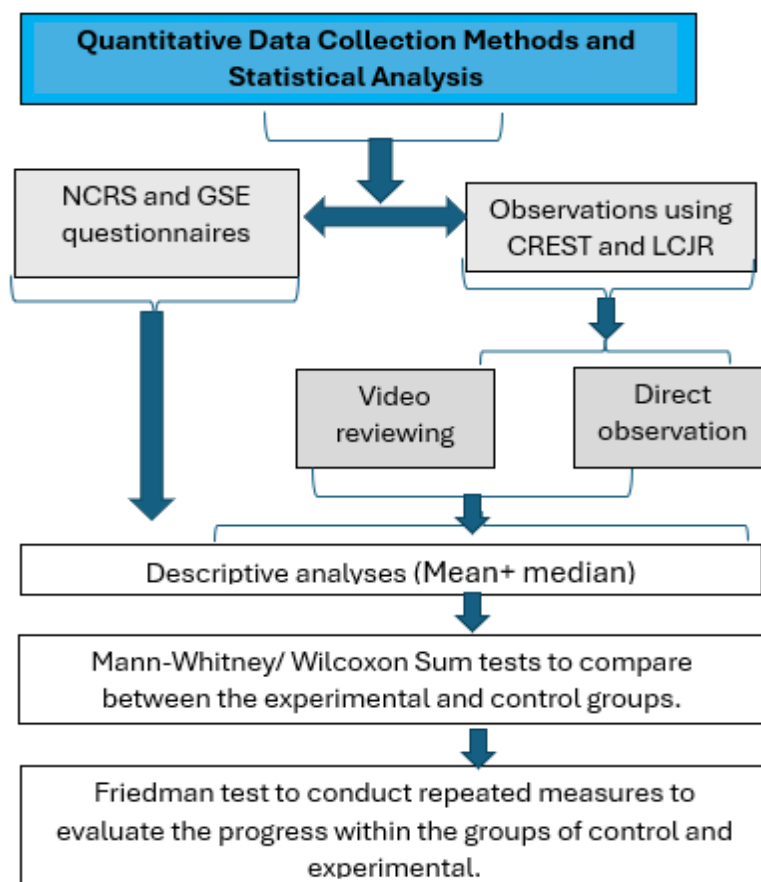 Quantitative Data Collection Methods and
Statistical Analysis
NCRS and GSE
questionnaires
Observations using
CREST and LCJR
Video
reviewing
Direct
observation
Descriptive analyses (Mean+ median)
Mann-Whitney/ Wilcoxon Sum tests to compare
between the experimental and control groups.
Friedman test to conduct repeated measures to
evaluate the progress within the groups of control and
experimental.